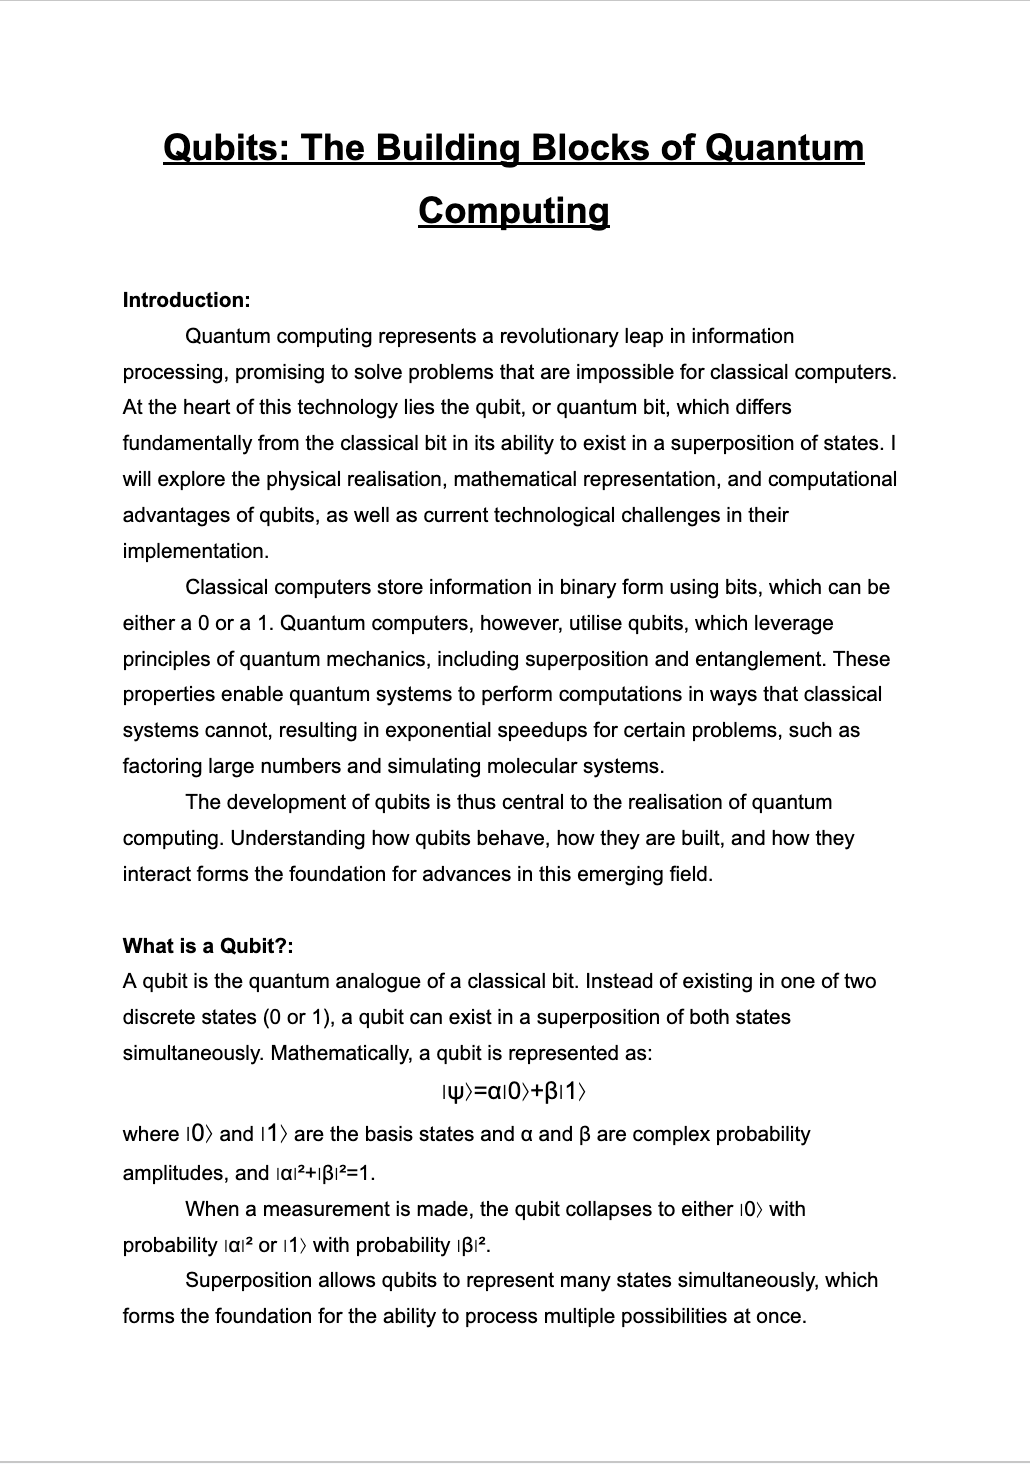 Qubits: The Building Blocks of Quantum
Computing
Introduction:
Quantum computing represents a revolutionary leap in information
processing, promising to solve problems that are impossible for classical computers.
At the heart of this technology lies the qubit, or quantum bit, which differs
fundamentally from the classical bit in its ability to exist in a superposition of states. I
will explore the physical realisation, mathematical representation, and computational
advantages of qubits, as well as current technological challenges in their
implementation.
Classical computers store information in binary form using bits, which can be
either a 0 or a 1. Quantum computers, however, utilise qubits, which leverage
principles of quantum mechanics, including superposition and entanglement. These
properties enable quantum systems to perform computations in ways that classical
systems cannot, resulting in exponential speedups for certain problems, such as
factoring large numbers and simulating molecular systems.
The development of qubits is thus central to the realisation of quantum
computing. Understanding how qubits behave, how they are built, and how they
interact forms the foundation for advances in this emerging field.
What is a Qubit?:
A qubit is the quantum analogue of a classical bit. Instead of existing in one of two
discrete states (0 or 1), a qubit can exist in a superposition of both states
simultaneously. Mathematically, a qubit is represented as:
∣ψ⟩=α∣0⟩+β∣1⟩
where ∣0⟩ and ∣1⟩ are the basis states and α and β are complex probability
amplitudes, and ∣α∣²+∣β∣²=1.
When a measurement is made, the qubit collapses to either ∣0⟩ with
probability ∣α∣² or ∣1⟩ with probability ∣β∣².
Superposition allows qubits to represent many states simultaneously, which
forms the foundation for the ability to process multiple possibilities at once.